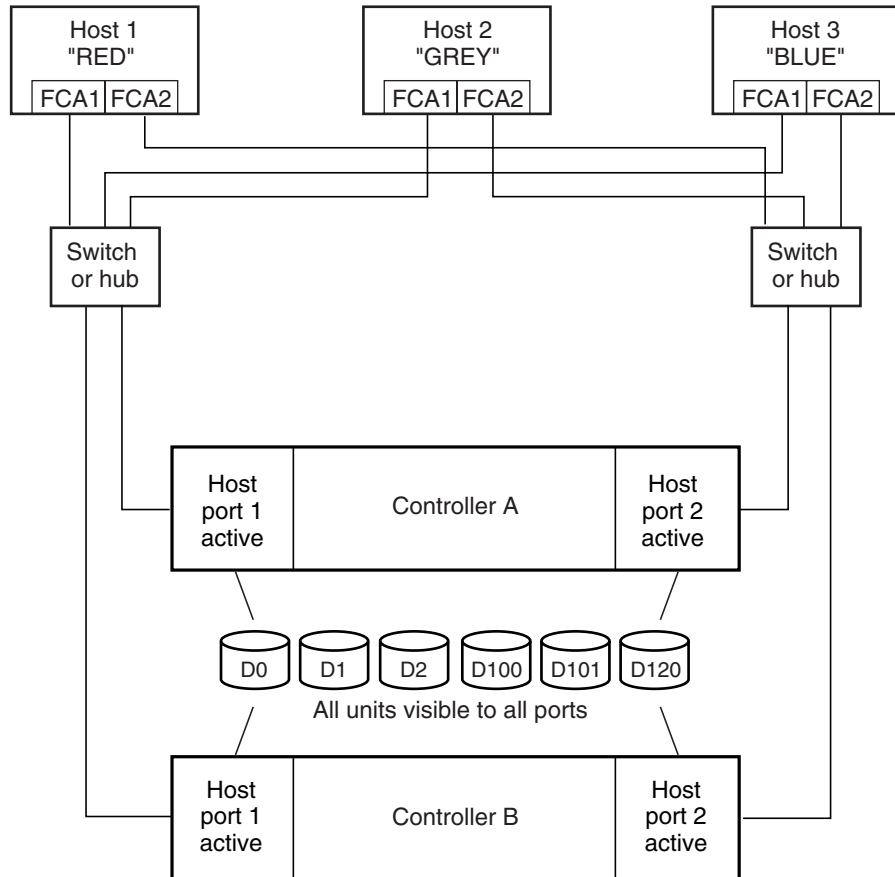 Host 1
"RED"
FCA1 FCA2
Host 2
"GREY"
FCA1 FCA2
Host 3
"BLUE"
FCA1 FCA2
Switch
or hub
Switch
or hub
Host
port 1
active
Controller A
Host
port 2
active
D0 D1 D2 D100 D101 D120
All units visible to all ports
Host
port 1
active
Controller B
Host
port 2
active